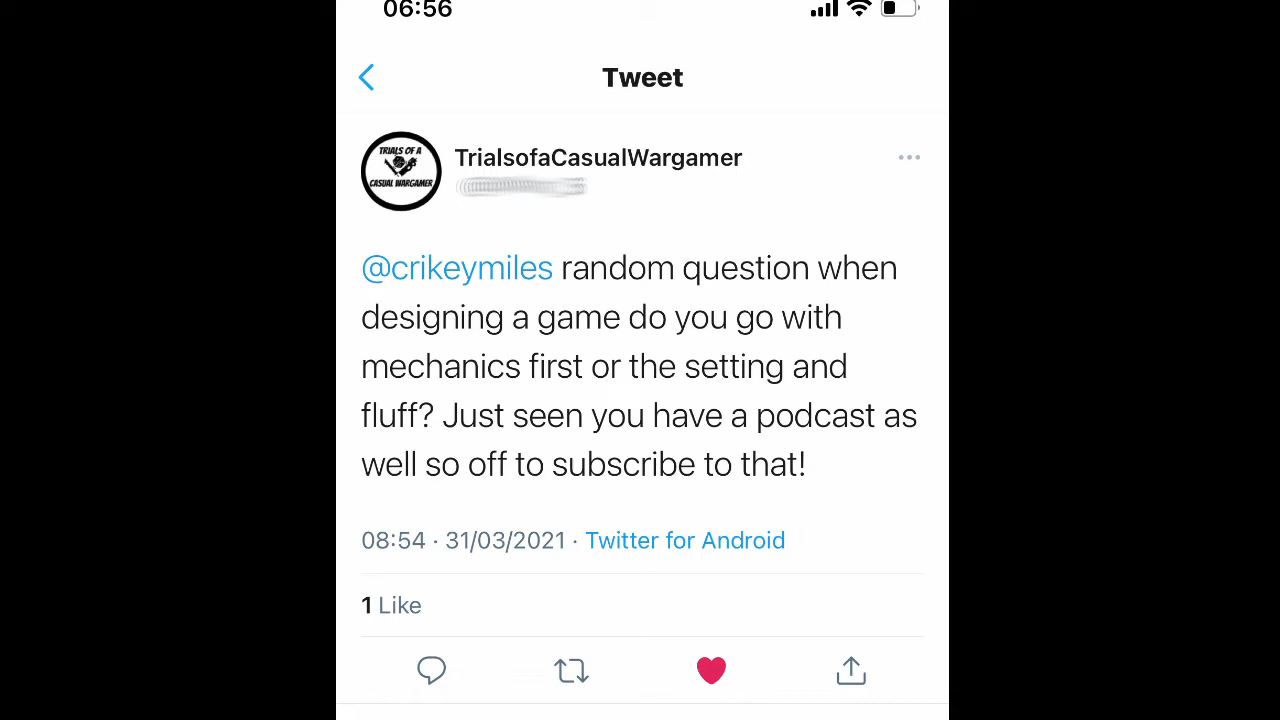 06:56
Tweet
TRIALS OF A
CASUAL WARGAMER
TrialsofaCasualWargamer
@crikeymiles random question when
designing a game do you go with
mechanics first or the setting and
fluff? Just seen you have a podcast as
well so off to subscribe to that!
08:54 · 31/03/2021 · Twitter for Android
1 Like